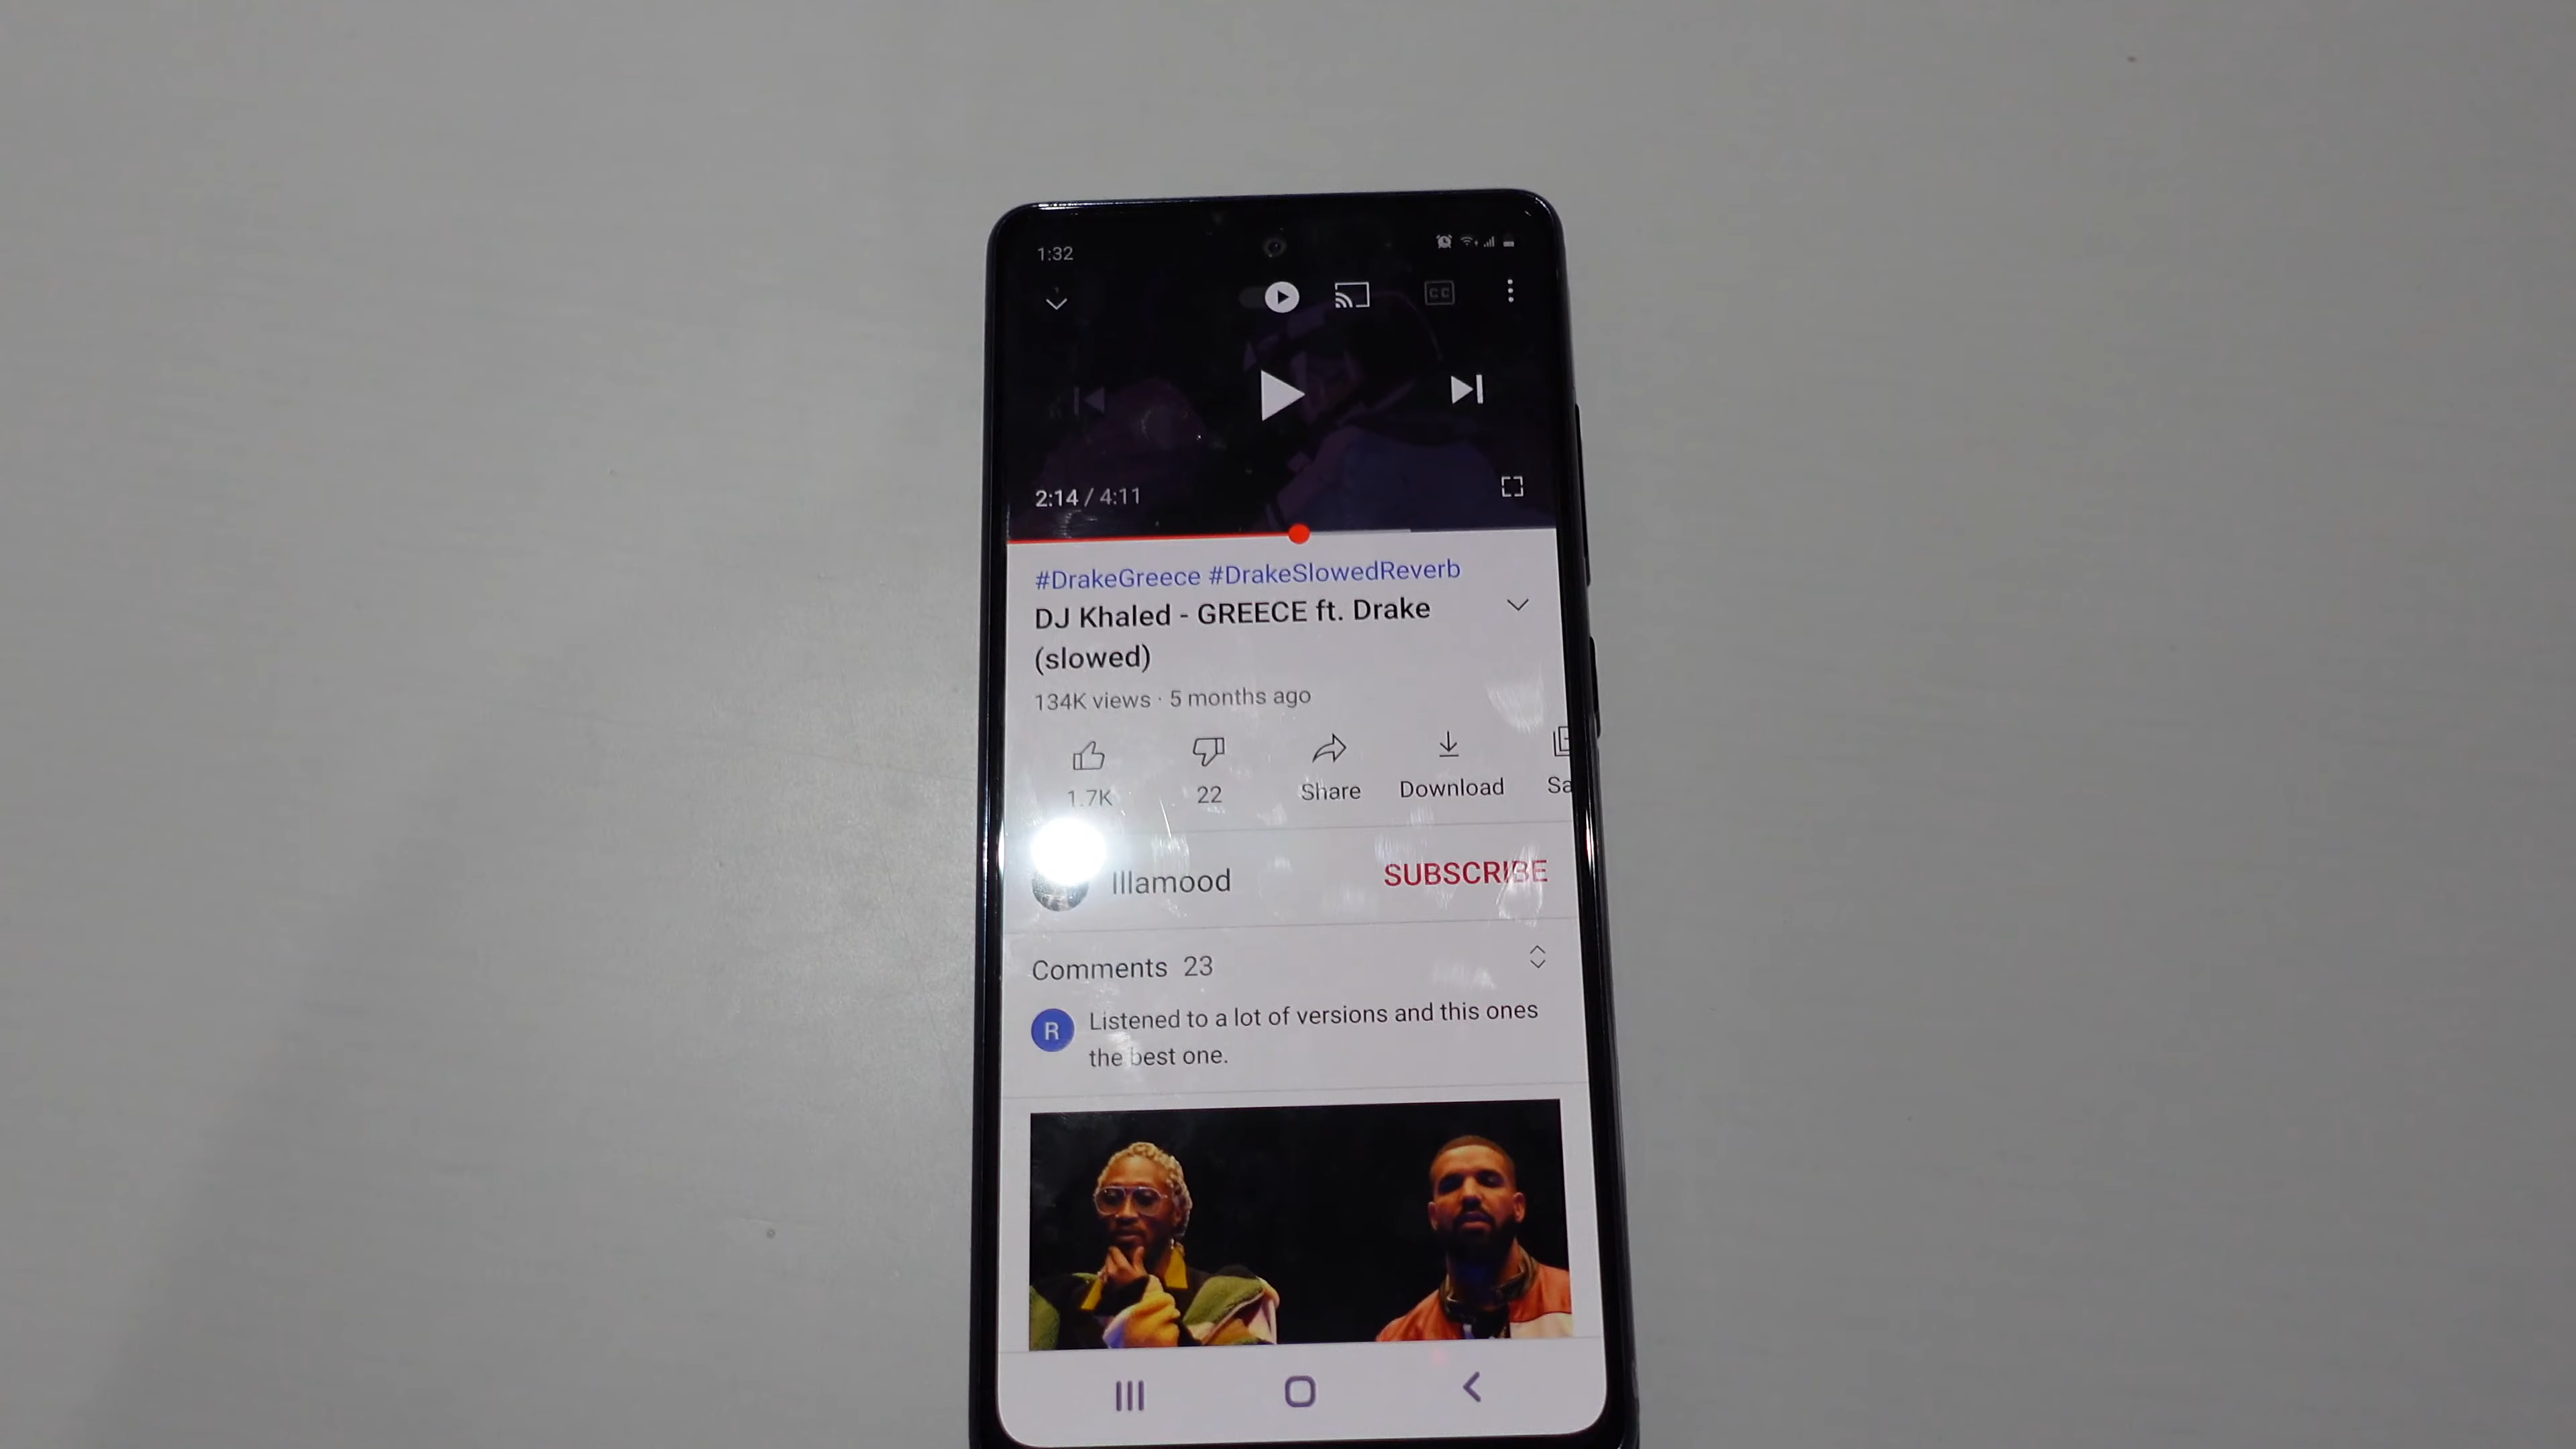 1:32
CC
2:14 / 4:11
#DrakeGreece #DrakeSlowedReverb
DJ Khaled - GREECE ft. Drake
(slowed)
134K views · 5 months ago
1.7K
22
Share
Download
Sa
Illamood
SUBSCRIBE
Comments 23
R
Listened to a lot of versions and this ones
the best one.